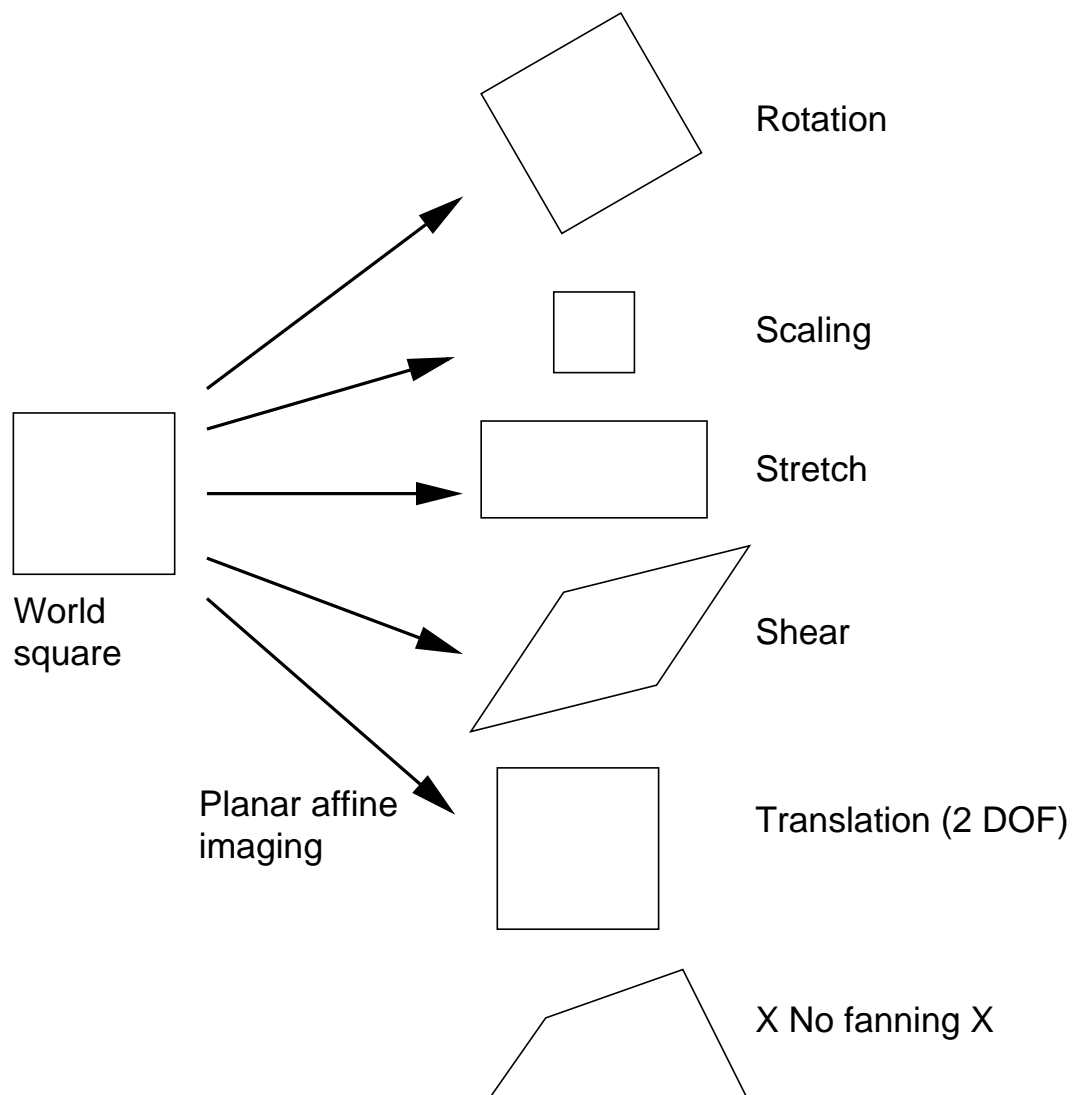 Rotation
Scaling
Stretch
World
square
Shear
Planar affine
imaging
Translation (2 DOF)
X No fanning X